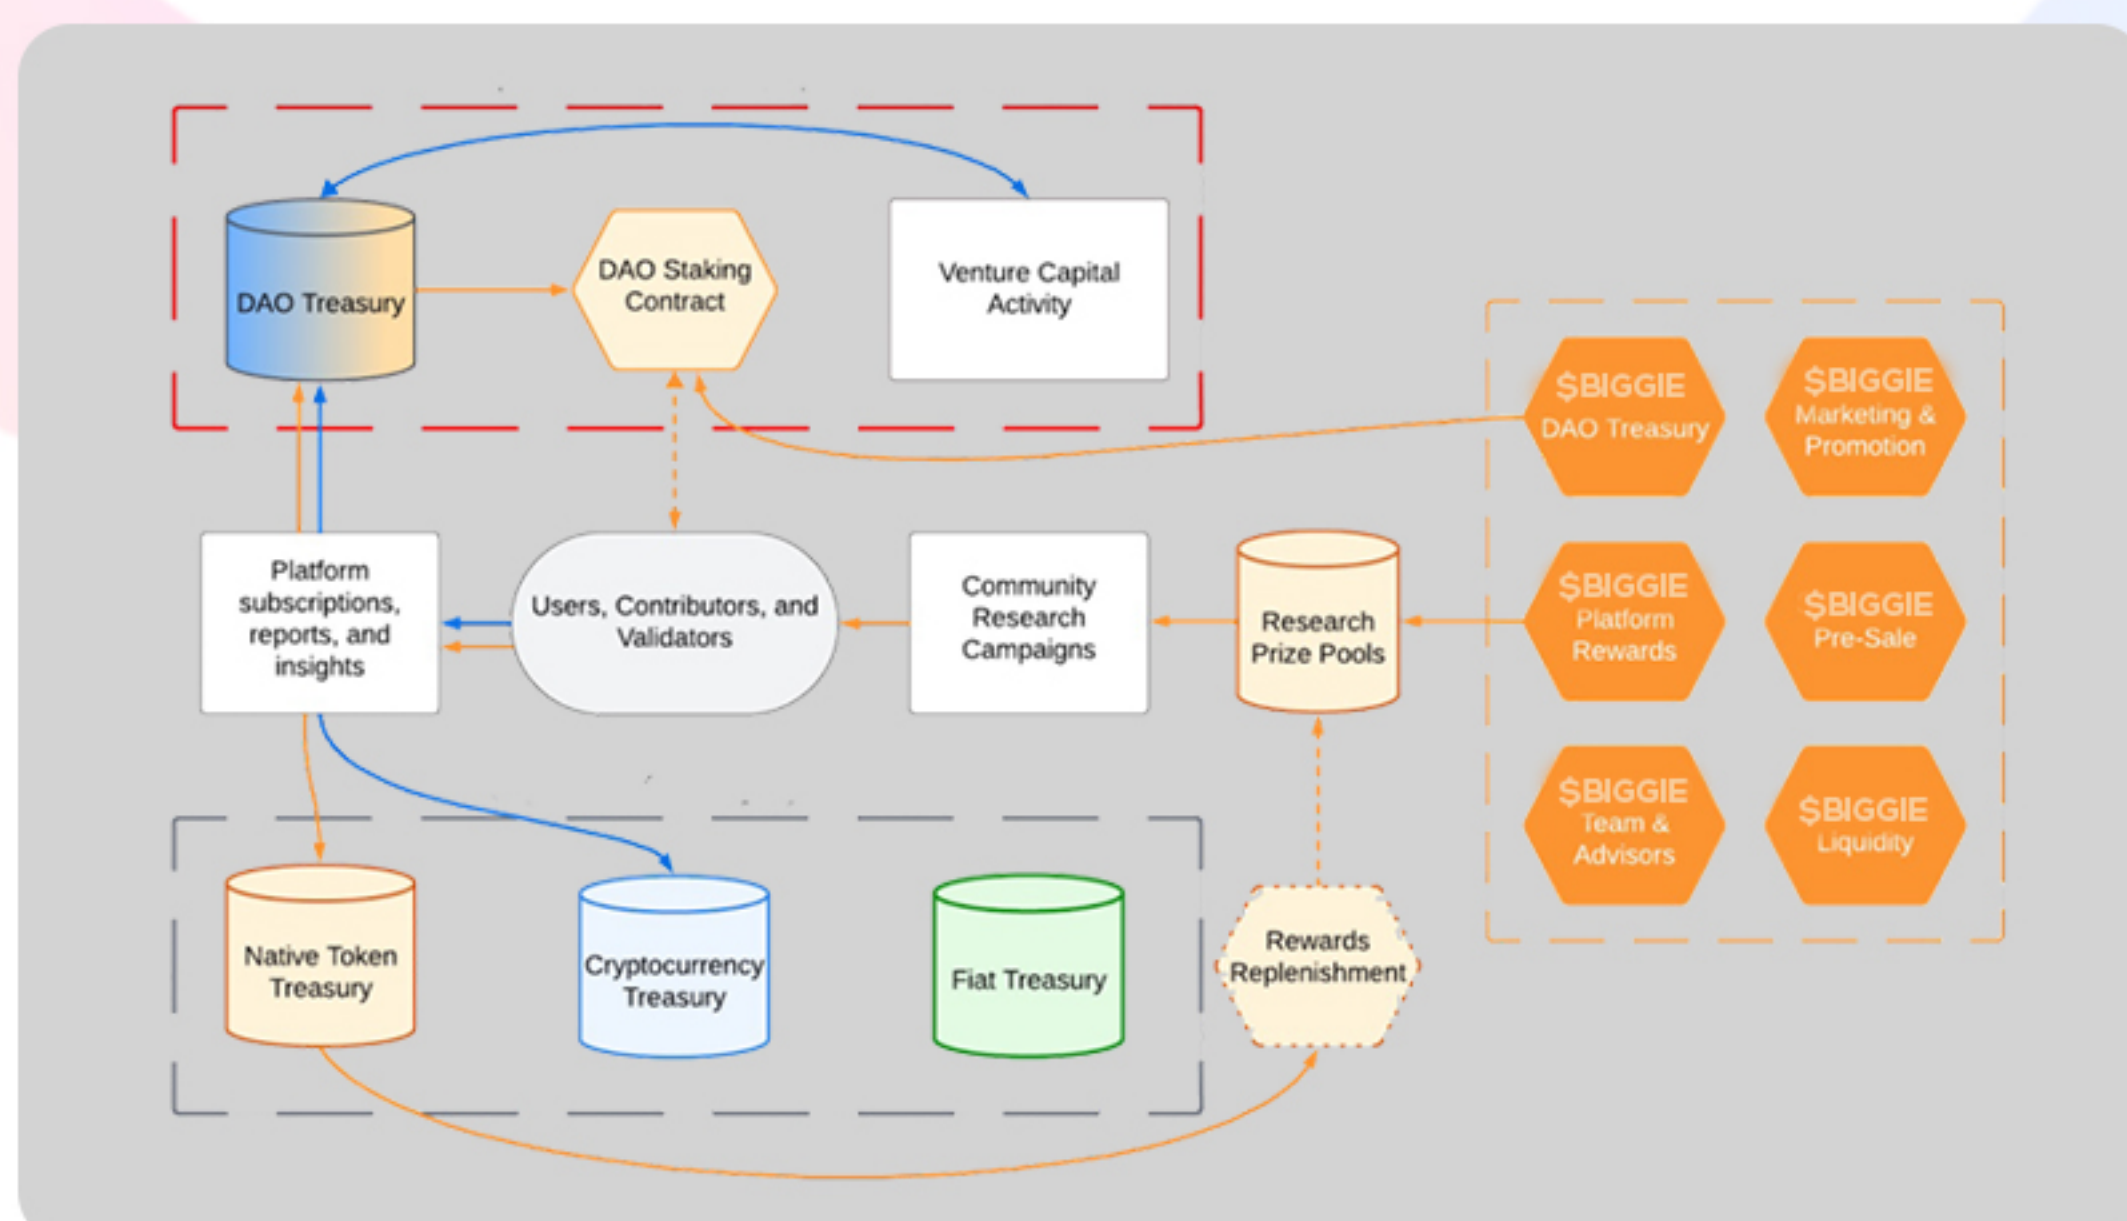 DAO Treasury
DAO Staking
Contract
Venture Capital
Activity
$BIGGIE
DAO Treasury
$BIGGIE
Marketing &
Promotion
Platform
subscriptions,
reports, and
insights
Users, Contributors, and
Validators
Community
Research
Campaigns
Research
Prize Pools
$BIGGIE
Platform
Rewards
$BIGGIE
Pre-Sale
Native Token
Treasury
Cryptocurrency
Treasury
Fiat Treasury
Rewards
Replenishment
$BIGGIE
Team &
Advisors
$BIGGIE
Liquidity